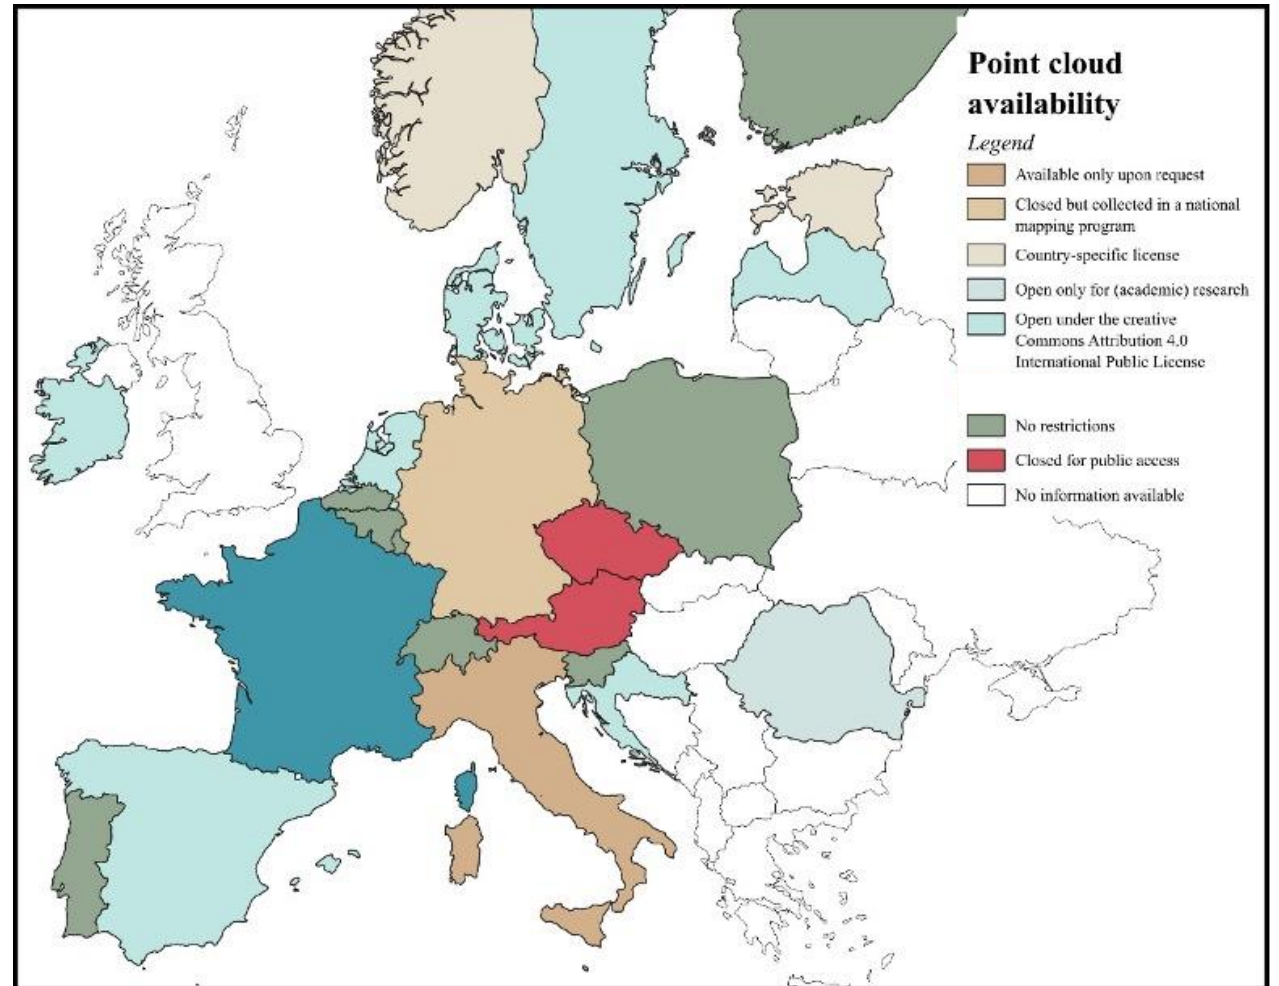 Point cloud
availability
Legend
Available only upon request
Closed but collected in a national
mapping program
Country-specific license
Open only for (academic) research
Open under the creative
Commons Attribution 4.0
International Public License
No restrictions
Closed for public access
No information available